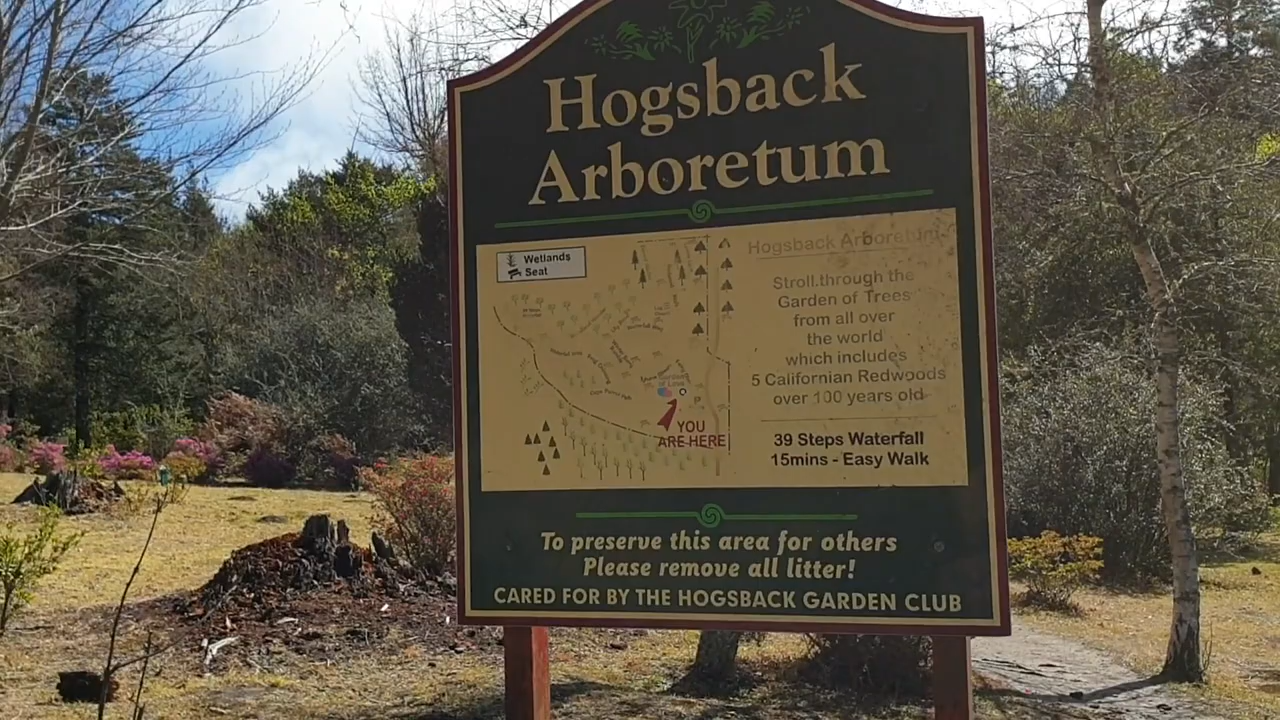 Hogsback
Arboretum
Wetlands
Seat
Hogsback Arboretum
Stroll through the
Garden of Trees
from all over
the world
which includes
5 Californian Redwoods
over 100 years old
YOU
ARE HERE
39 Steps Waterfall
15mins - Easy Walk
To preserve this area for others
Please remove all litter!
CARED FOR BY THE HOGSBACK GARDEN CLUB